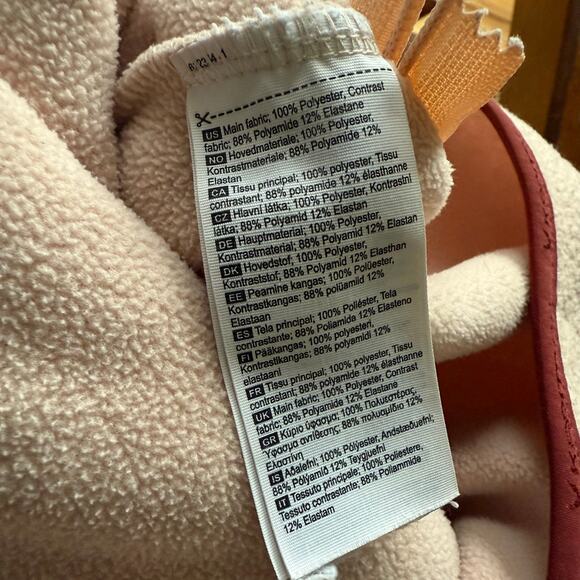 US Main fabric; 100% Polyester, Contrast
fabric; 88% Polyamide 12% Elastane
NO Hovedmateriale; 100% Polyester,
Kontrastmateriale; 88% Polyamide 12%
Elastan
CA Tissu principal; 100% polyester, Tissu
contrastant; 88% polyamide 12% élasthanne
CZ Hlavní látka; 100% Polyester, Kontrastní
látka; 88% Polyamid 12% Elastan
DE Hauptmaterial; 100% Polyester,
Kontrastmaterial; 88% Polyamid 12% Elastan
DK Hovedstof; 100% Polyester,
Kontraststof; 88% Polyamid 12% Elasthan
EE Peamine kangas; 100% Polüester,
Kontrastkangas; 88% polüamiid 12%
Elastaan
ES Tela principal; 100% Poliéster, Tela
contrastante; 88% Poliamide 12% Elasteno
FI Pääkangas; 100% polyesteri,
Kontrastikangas; 88% polyamidi 12%
elastaani
FR Tissu principal; 100% polyester, Tissu
contrastant; 88% polyamide 12% élasthanne
UK Main fabric; 100% Polyester, Contrast
fabric; 88% Polyamide 12% Elastane
GR Κύριο ύφασμα; 100% Πολυεστέρας,
Ύφασμα αντίθεσης; 88% πολυαμίδιο 12%
Ελαστίνη
IS Aðalefni; 100% Pólýester, Andstæðuefni;
88% Pólýamíð 12% Teygjuefni
IT Tessuto principale; 100% Poliestere,
Tessuto contrastante; 88% Poliammide
12% Elastam